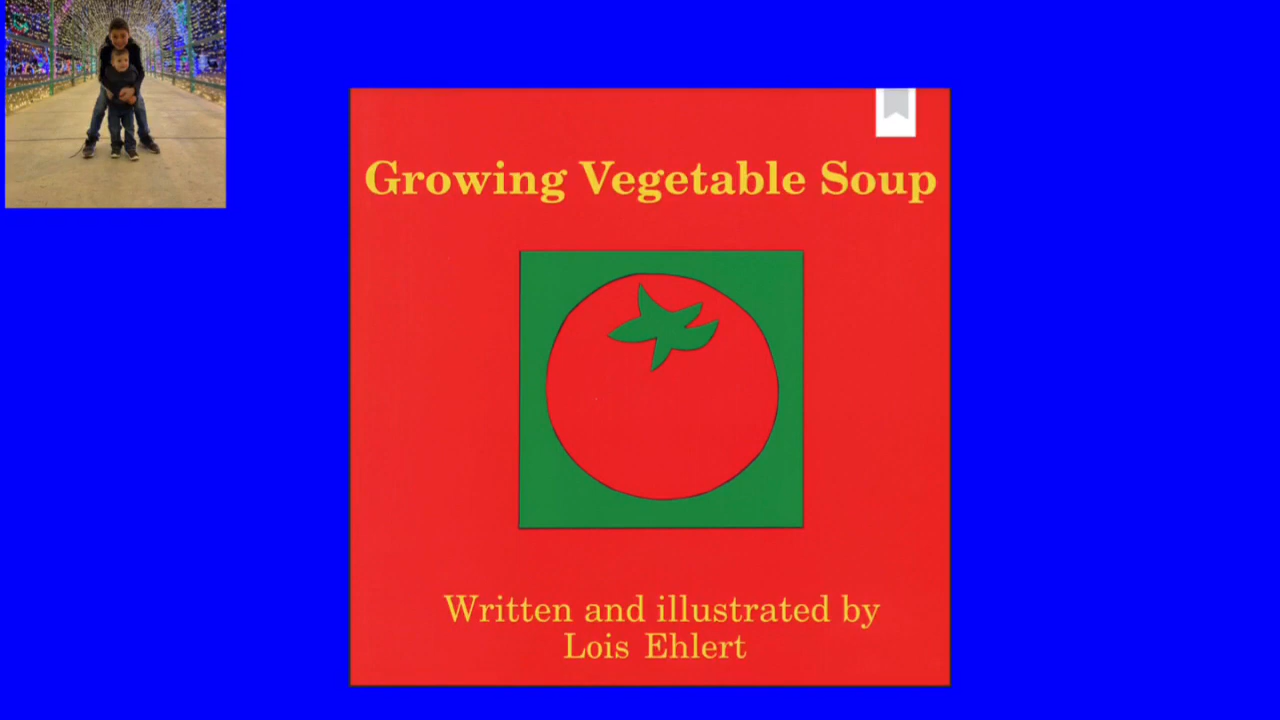 Growing Vegetable Soup
Written and illustrated by
Lois Ehlert